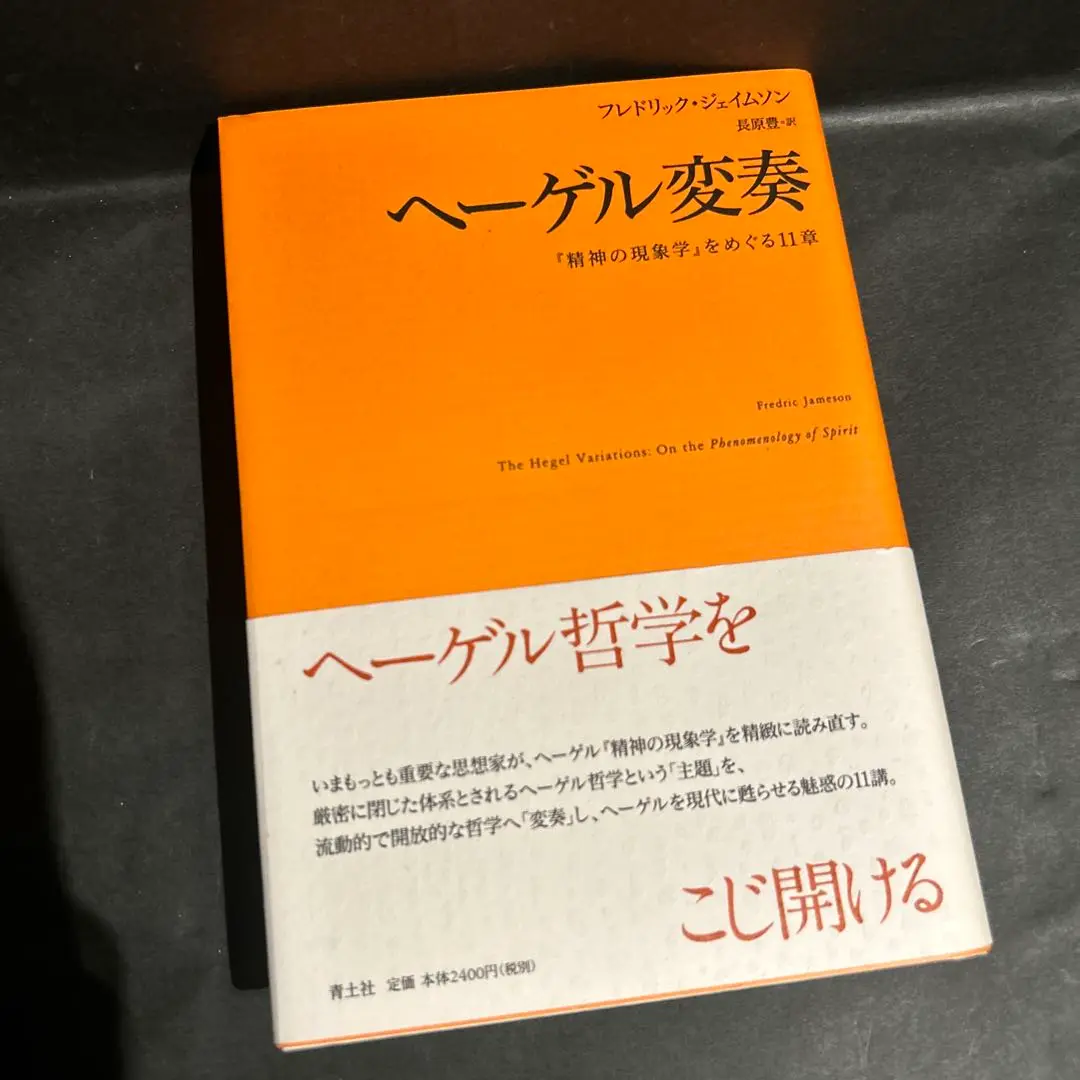 フレドリック・ジェイムソン
長原豊・訳
ヘーゲル変奏
『精神の現象学』をめぐる11章
Fredric Jameson
The Hegel Variations: On the Phenomenology of Spirit
ヘーゲル哲学を
いまもっとも重要な思想家が、ヘーゲル『精神の現象学』を精緻に読み直す。
厳密に閉じた体系とされるヘーゲル哲学という「主題」を、
流動的で開放的な哲学へ「変奏」し、ヘーゲルを現代に甦らせる魅惑の11講。
こじ開ける
青土社 定価 本体2400円(税別)